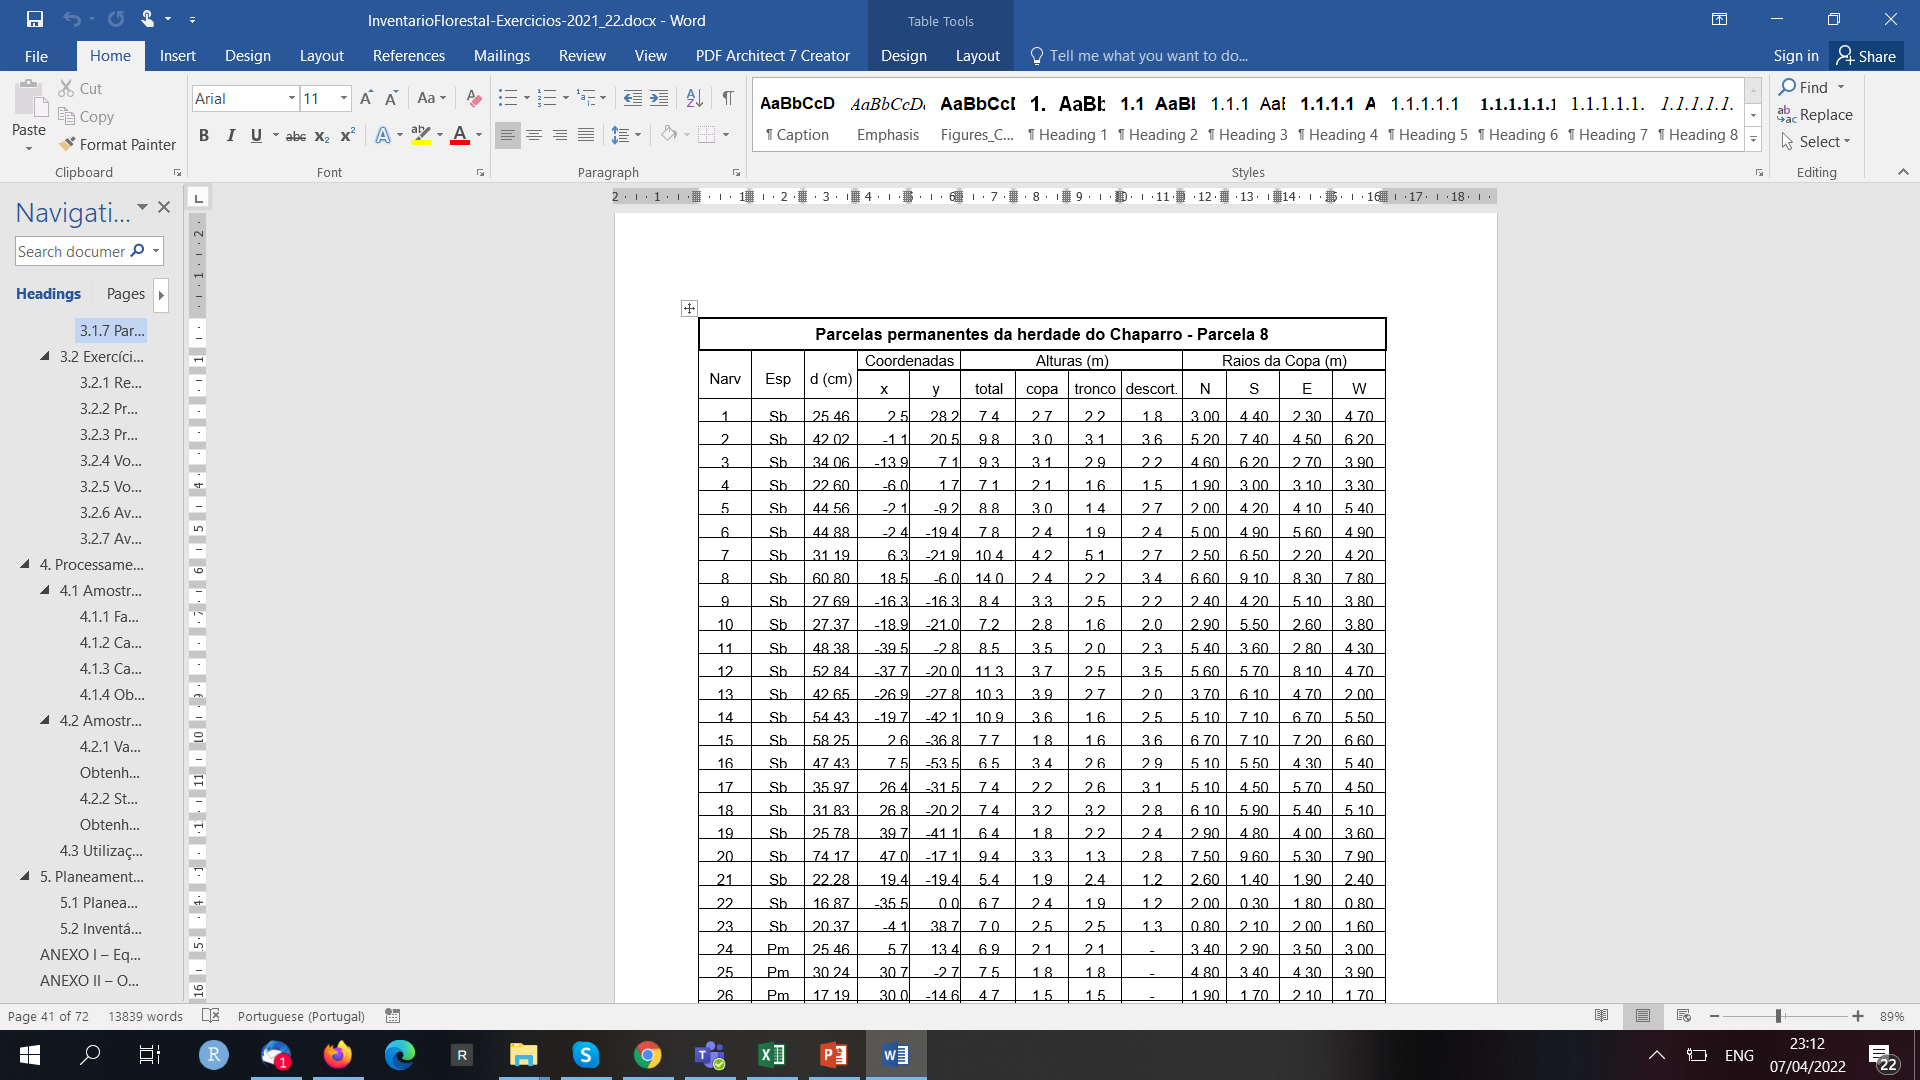 InventarioFlorestal-Exercicios-2021_22.docx - Word
Table Tools
File Home Insert Design Layout References Mailings Review View PDF Architect 7 Creator Design Layout Tell me what you want to do... Sign in Share
Paste
Cut
Copy
Format Painter
Clipboard
Arial 11
Font
Paragraph
AaBbCcD ¶ Caption
Emphasis
Figures_C...
¶ Heading 1
¶ Heading 2
¶ Heading 3
¶ Heading 4
¶ Heading 5
¶ Heading 6
¶ Heading 7
¶ Heading 8
Styles
Find
Replace
Select
Editing
Navigati...
Search documer
Headings Pages
3.1.7 Par...
3.2 Exercíci...
3.2.1 Re...
3.2.2 Pr...
3.2.3 Pr...
3.2.4 Vo...
3.2.5 Vo...
3.2.6 Av...
3.2.7 Av...
4. Processame...
4.1 Amostr...
4.1.1 Fa...
4.1.2 Ca...
4.1.3 Ca...
4.1.4 Ob...
4.2 Amostr...
4.2.1 Va...
Obtenh...
4.2.2 St...
Obtenh...
4.3 Utilizaç...
5. Planeament...
5.1 Planea...
5.2 Inventá...
ANEXO I – Eq...
ANEXO II – O...
Parcelas permanentes da herdade do Chaparro - Parcela 8
Coordenadas Alturas (m) Raios da Copa (m)
Narv Esp d (cm) x y total copa tronco descort. N S E W
1 Sb 25.46 2.5 28.2 7.4 2.7 2.2 1.8 3.00 4.40 2.30 4.70
2 Sb 42.02 -1.1 20.5 9.8 3.0 3.1 3.6 5.20 7.40 4.50 6.20
3 Sb 34.06 -13.9 7.1 9.3 3.1 2.9 2.2 4.60 6.20 2.70 3.90
4 Sb 22.60 -6.0 1.7 7.1 2.1 1.6 1.5 1.90 3.00 3.10 3.30
5 Sb 44.56 -2.1 -9.2 8.8 3.0 1.4 2.7 2.00 4.20 4.10 5.40
6 Sb 44.88 -2.4 -19.4 7.8 2.4 1.9 2.4 5.00 4.90 5.60 4.90
7 Sb 31.19 6.3 -21.9 10.4 4.2 5.1 2.7 2.50 6.50 2.20 4.20
8 Sb 60.80 18.5 -6.0 14.0 2.4 2.2 3.4 6.60 9.10 8.30 7.80
9 Sb 27.69 -16.3 -16.3 8.4 3.3 2.5 2.2 2.40 4.20 5.10 3.80
10 Sb 27.37 -18.9 -21.0 7.2 2.8 1.6 2.0 2.90 5.50 2.60 3.80
11 Sb 48.38 -39.5 -2.8 8.5 3.5 2.0 2.3 5.40 3.60 2.80 4.30
12 Sb 52.84 -37.7 -20.0 11.3 3.7 2.5 3.5 5.60 5.70 8.10 4.70
13 Sb 42.65 -26.9 -27.8 10.3 3.9 2.7 2.0 3.70 6.10 4.70 2.00
14 Sb 54.43 -19.7 -42.1 10.9 3.6 1.6 2.5 5.10 7.10 6.70 5.50
15 Sb 58.25 2.6 -36.8 7.7 1.8 1.6 3.6 6.70 7.10 7.20 6.60
16 Sb 47.43 7.5 -53.5 6.5 3.4 2.6 2.9 5.10 5.50 4.30 5.40
17 Sb 35.97 26.4 -31.5 7.4 2.2 2.6 3.1 5.10 4.50 5.70 4.50
18 Sb 31.83 26.8 -20.2 7.4 3.2 3.2 2.8 6.10 5.90 5.40 5.10
19 Sb 25.78 39.7 -41.1 6.4 1.8 2.2 2.4 2.90 4.80 4.00 3.60
20 Sb 74.17 47.0 -17.1 9.4 3.3 1.3 2.8 7.50 9.60 5.30 7.90
21 Sb 22.28 19.4 -19.4 5.4 1.9 2.4 1.2 2.60 1.40 1.90 2.40
22 Sb 16.87 -35.5 0.0 6.7 2.4 1.9 1.2 2.00 0.30 1.80 0.80
23 Sb 20.37 -4.1 38.7 7.0 2.5 2.5 1.3 0.80 2.10 2.00 1.60
24 Pm 25.46 5.7 13.4 6.9 2.1 2.1 - 3.40 2.90 3.50 3.00
25 Pm 30.24 30.7 -2.7 7.5 1.8 1.8 - 4.80 3.40 4.30 3.90
26 Pm 17.19 30.0 -14.6 4.7 1.5 1.5 - 1.90 1.70 2.10 1.70
Page 41 of 72 13839 words Portuguese (Portugal) 89%
ENG
23:12
07/04/2022
22